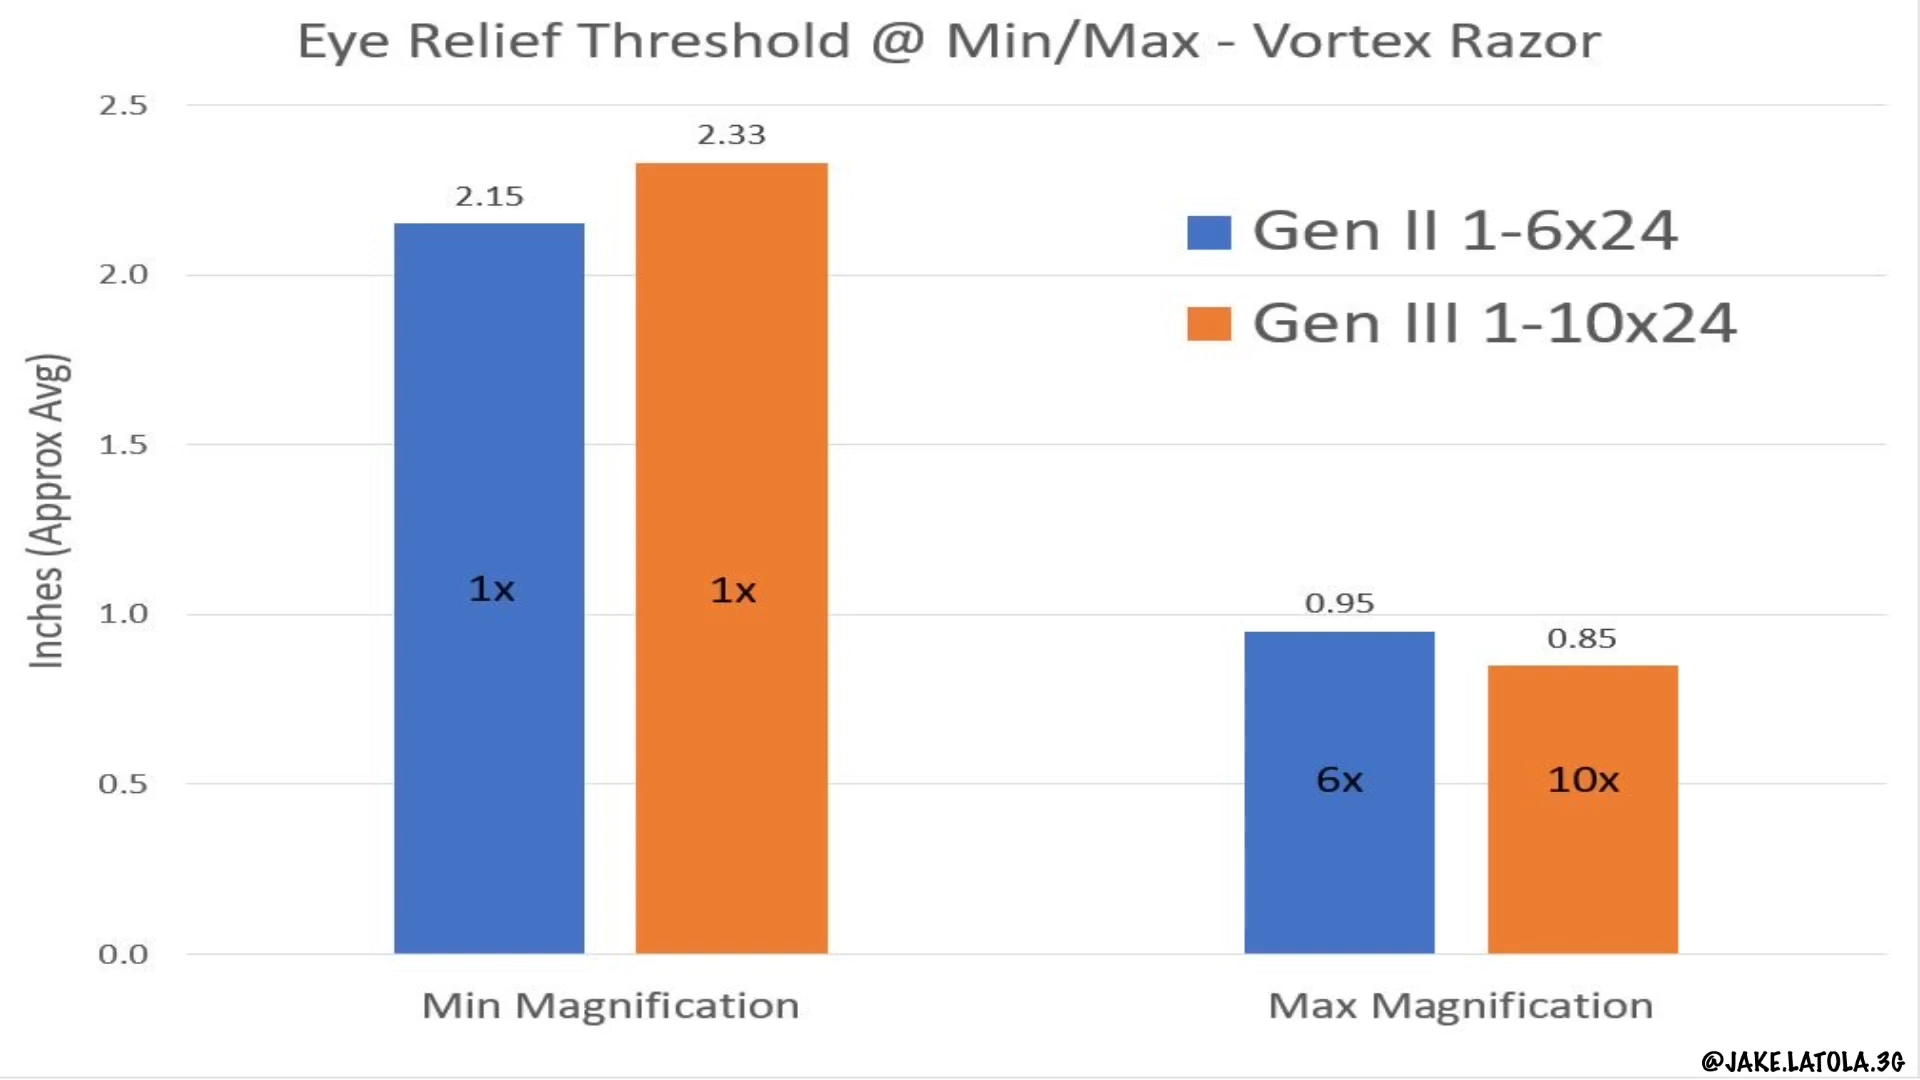 Eye Relief Threshold @ Min/Max - Vortex Razor
2.5
2.0
1.5
1.0
0.5
0.0
Inches (Approx Avg)
2.15
2.33
1x
1x
0.95
0.85
6x
10x
Gen II 1-6x24
Gen III 1-10x24
Min Magnification
Max Magnification
@JAKE.LATOLA.3G